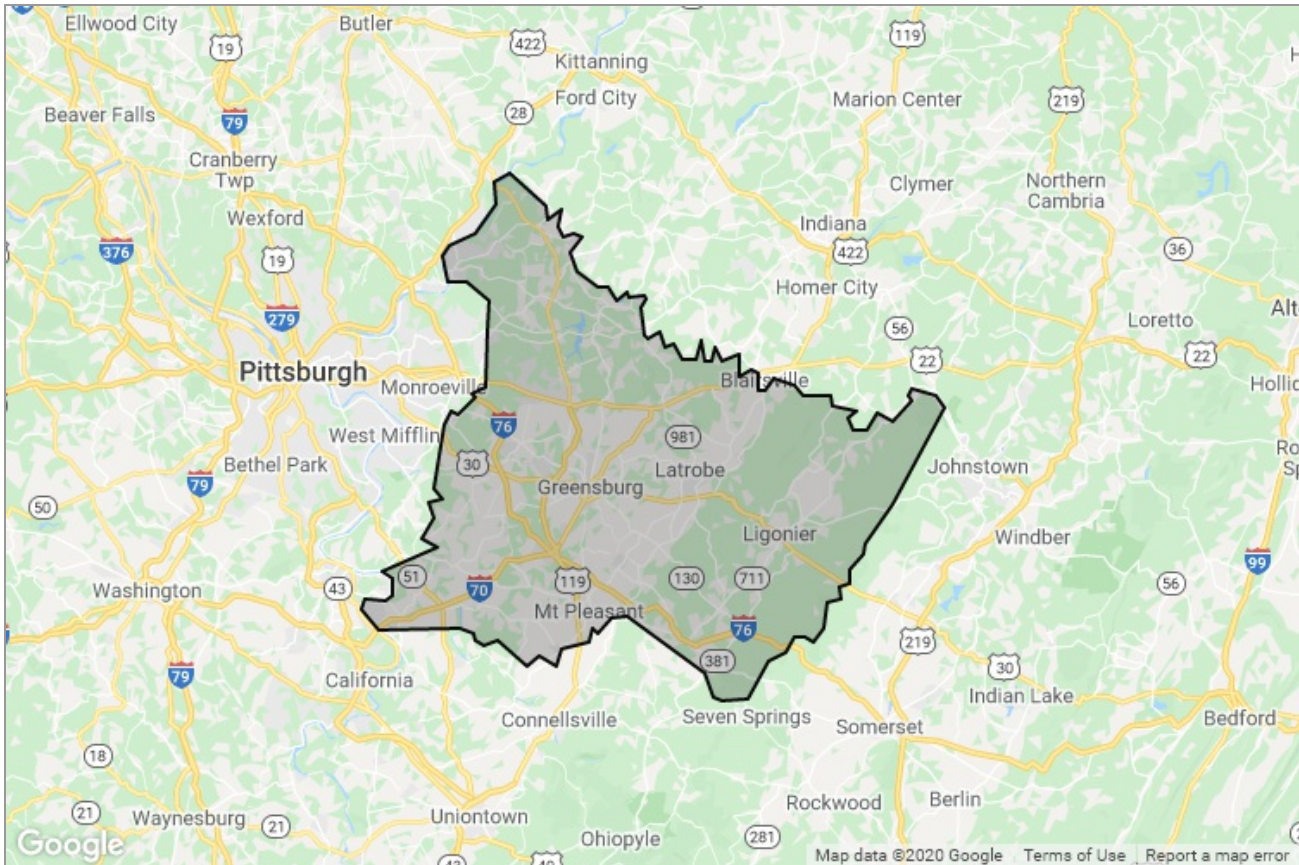 Ellwood City
Butler
19
422
119
Kittanning
Ford City
Marion Center
219
Beaver Falls
79
28
Cranberry
Twp
Clymer
Northern
Cambria
Wexford
Indiana
376
19
422
36
Homer City
279
56
Loretto
Alt
22
22
Pittsburgh
Monroeville
Blairsville
Hollid
West Mifflin
76
981
30
Latrobe
Johnstown
Bethel Park
79
Greensburg
50
Ligonier
Windber
99
Washington
43
51
70
119
130
711
56
Mt Pleasant
76
219
381
30
79
California
Indian Lake
Connellsville
Seven Springs
Somerset
Bedford
18
21
Waynesburg
21
Uniontown
Rockwood
Berlin
Ohiopyle
281
Google
43
40
Map data ©2020 Google
Terms of Use
Report a map error